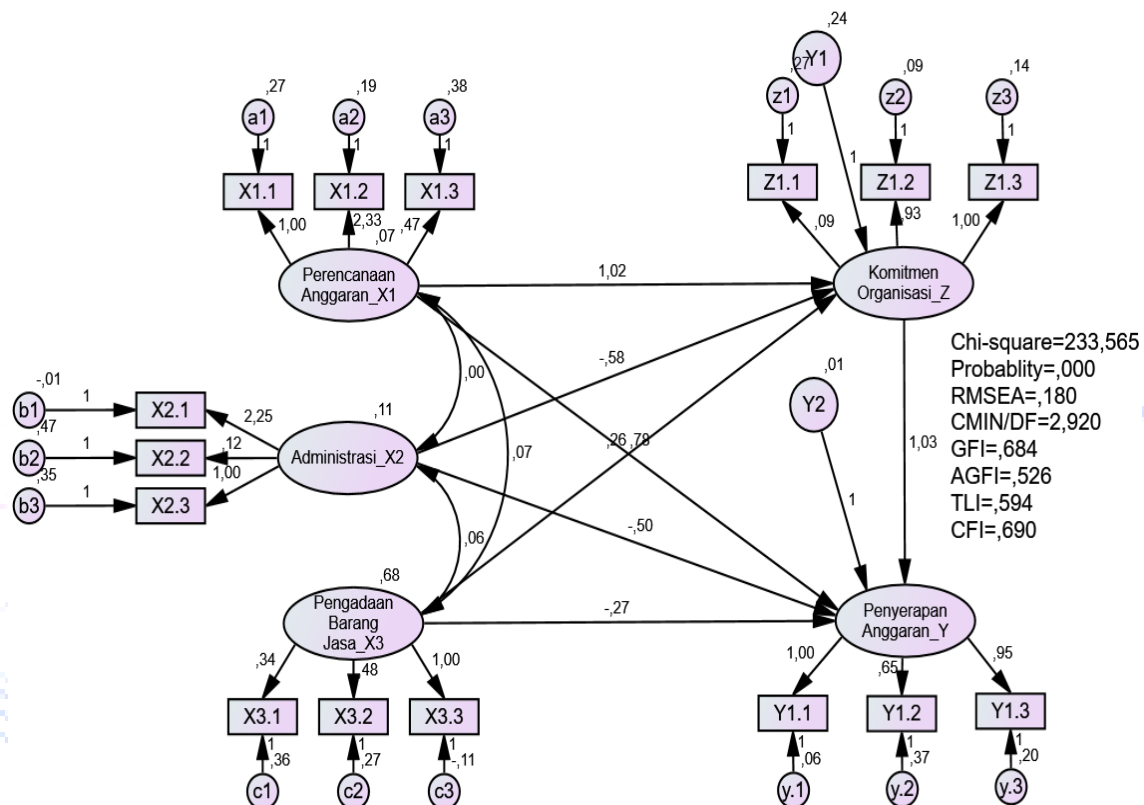 ,24
Y1
,27
,19
,38
,27
,09
,14
a1
a2
a3
z1
z2
z3
1
1
1
1
1
1
1
X1.1
X1.2
X1.3
Z1.1
Z1.2
Z1.3
1,00
2,33
,07
,47
,09
,93
1,00
Perencanaan
Anggaran_X1
1,02
Komitmen
Organisasi_Z
Chi-square=233,565
Probablity=,000
RMSEA=,180
CMIN/DF=2,920
GFI=,684
AGFI=,526
TLI=,594
CFI=,690
-,58
,00
,01
Y2
-,01
b1
1
X2.1
2,25
,11
,47
b2
1
X2.2
,12
Administrasi_X2
,26
,78
,07
1,03
,35
b3
1
X2.3
1,00
1
-,50
,06
,68
Pengadaan
Barang
Jasa_X3
-,27
Penyerapan
Anggaran_Y
,34
,48
1,00
1,00
,65
,95
X3.1
X3.2
X3.3
Y1.1
Y1.2
Y1.3
1
,36
1
,27
1
-,11
1
,06
1
,37
1
,20
c1
c2
c3
y.1
y.2
y.3